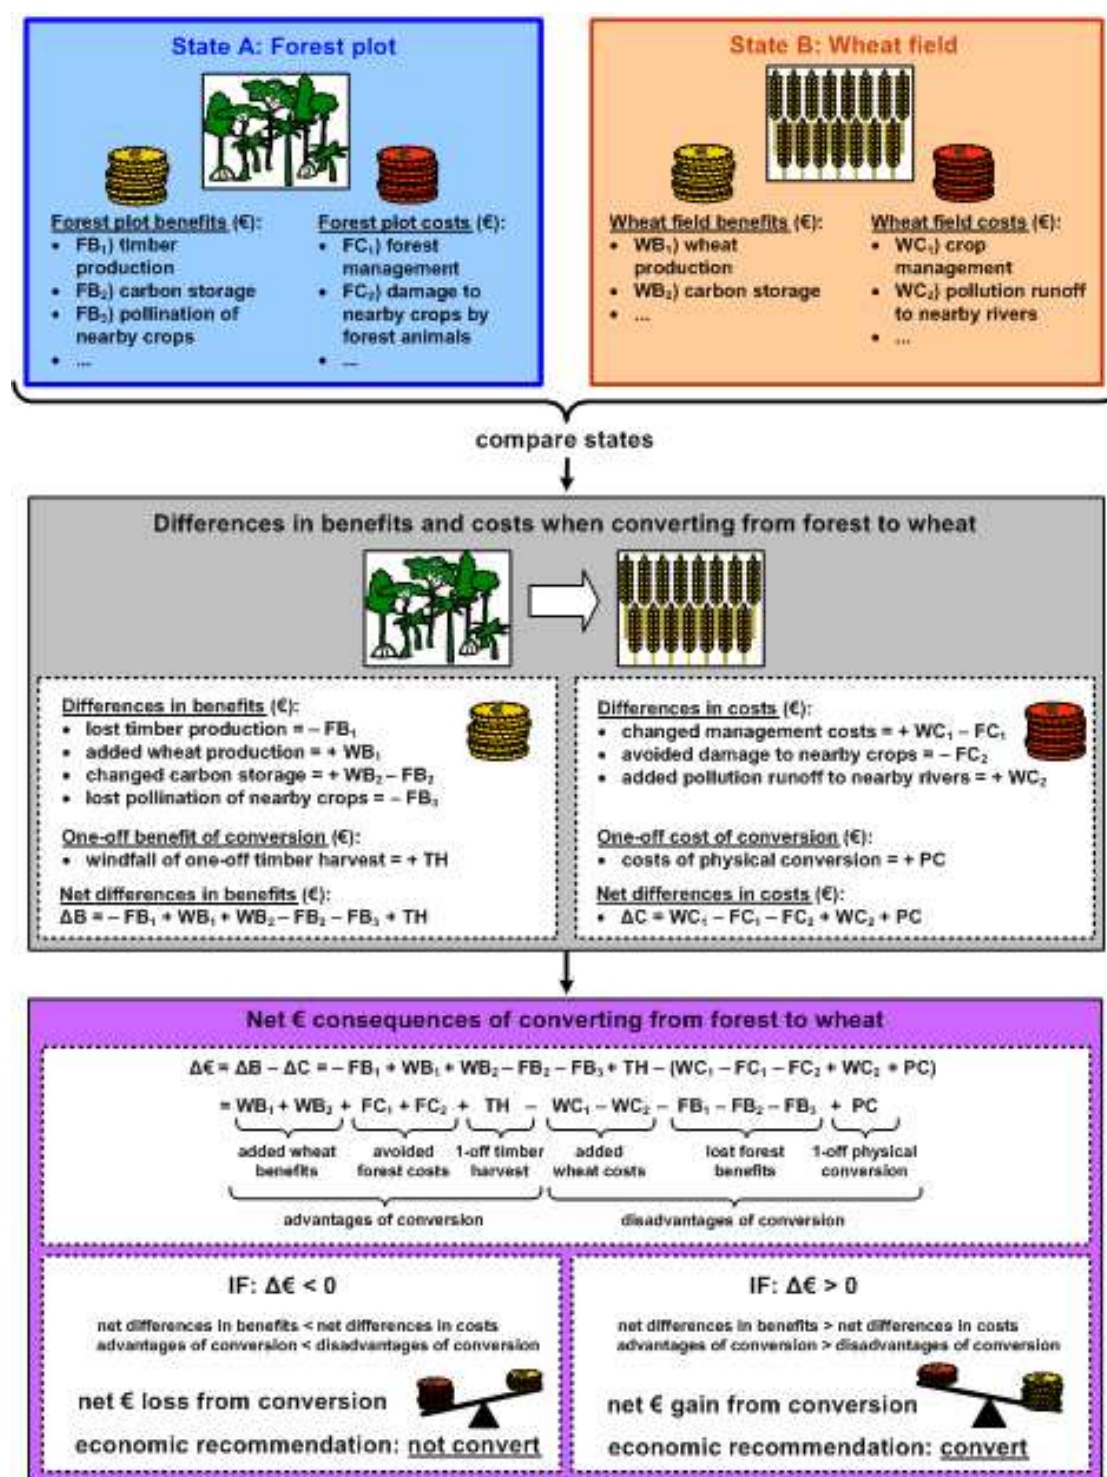 State A: Forest plot
Forest plot benefits (€):
• FB₁) timber
production
• FB₂) carbon storage
• FB₃) pollination of
nearby crops
• ...
Forest plot costs (€):
• FC₁) forest
management
• FC₂) damage to
nearby crops by
forest animals
• ...
State B: Wheat field
Wheat field benefits (€):
• WB₁) wheat
production
• WB₂) carbon storage
• ...
Wheat field costs (€):
• WC₁) crop
management
• WC₂) pollution runoff
to nearby rivers
• ...
compare states
Differences in benefits and costs when converting from forest to wheat
Differences in benefits (€):
• lost timber production = – FB₁
• added wheat production = + WB₁
• changed carbon storage = + WB₂ – FB₂
• lost pollination of nearby crops = – FB₃
One-off benefit of conversion (€):
• windfall of one-off timber harvest = + TH
Net differences in benefits (€):
ΔB = – FB₁ + WB₁ + WB₂ – FB₂ – FB₃ + TH
Differences in costs (€):
• changed management costs = + WC₁ – FC₁
• avoided damage to nearby crops = – FC₂
• added pollution runoff to nearby rivers = + WC₂
One-off cost of conversion (€):
• costs of physical conversion = + PC
Net differences in costs (€):
• ΔC = WC₁ – FC₁ – FC₂ + WC₂ + PC
Net € consequences of converting from forest to wheat
Δ€ = ΔB – ΔC = – FB₁ + WB₁ + WB₂ – FB₂ – FB₃ + TH – (WC₁ – FC₁ – FC₂ + WC₂ + PC)
= WB₁ + WB₂ + FC₁ + FC₂ + TH – WC₁ – WC₂ – FB₁ – FB₂ – FB₃ + PC
added wheat avoided 1-off timber added lost forest 1-off physical
benefits forest costs harvest wheat costs benefits conversion
advantages of conversion disadvantages of conversion
IF: Δ€ < 0
net differences in benefits < net differences in costs
advantages of conversion < disadvantages of conversion
net € loss from conversion
economic recommendation: not convert
IF: Δ€ > 0
net differences in benefits > net differences in costs
advantages of conversion > disadvantages of conversion
net € gain from conversion
economic recommendation: convert